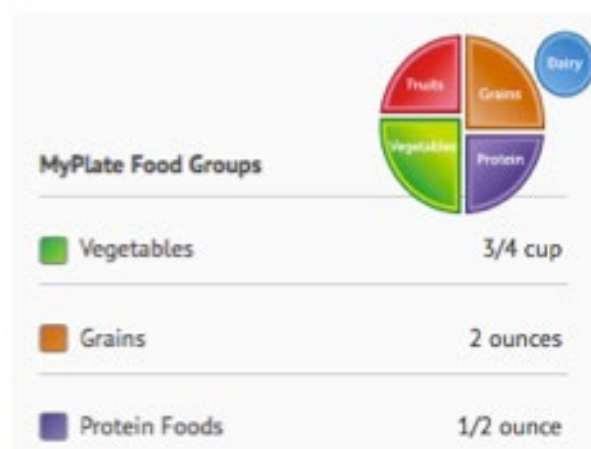 Dairy
Fruits
Grains
Vegetables
Protein
MyPlate Food Groups
Vegetables 3/4 cup
Grains 2 ounces
Protein Foods 1/2 ounce